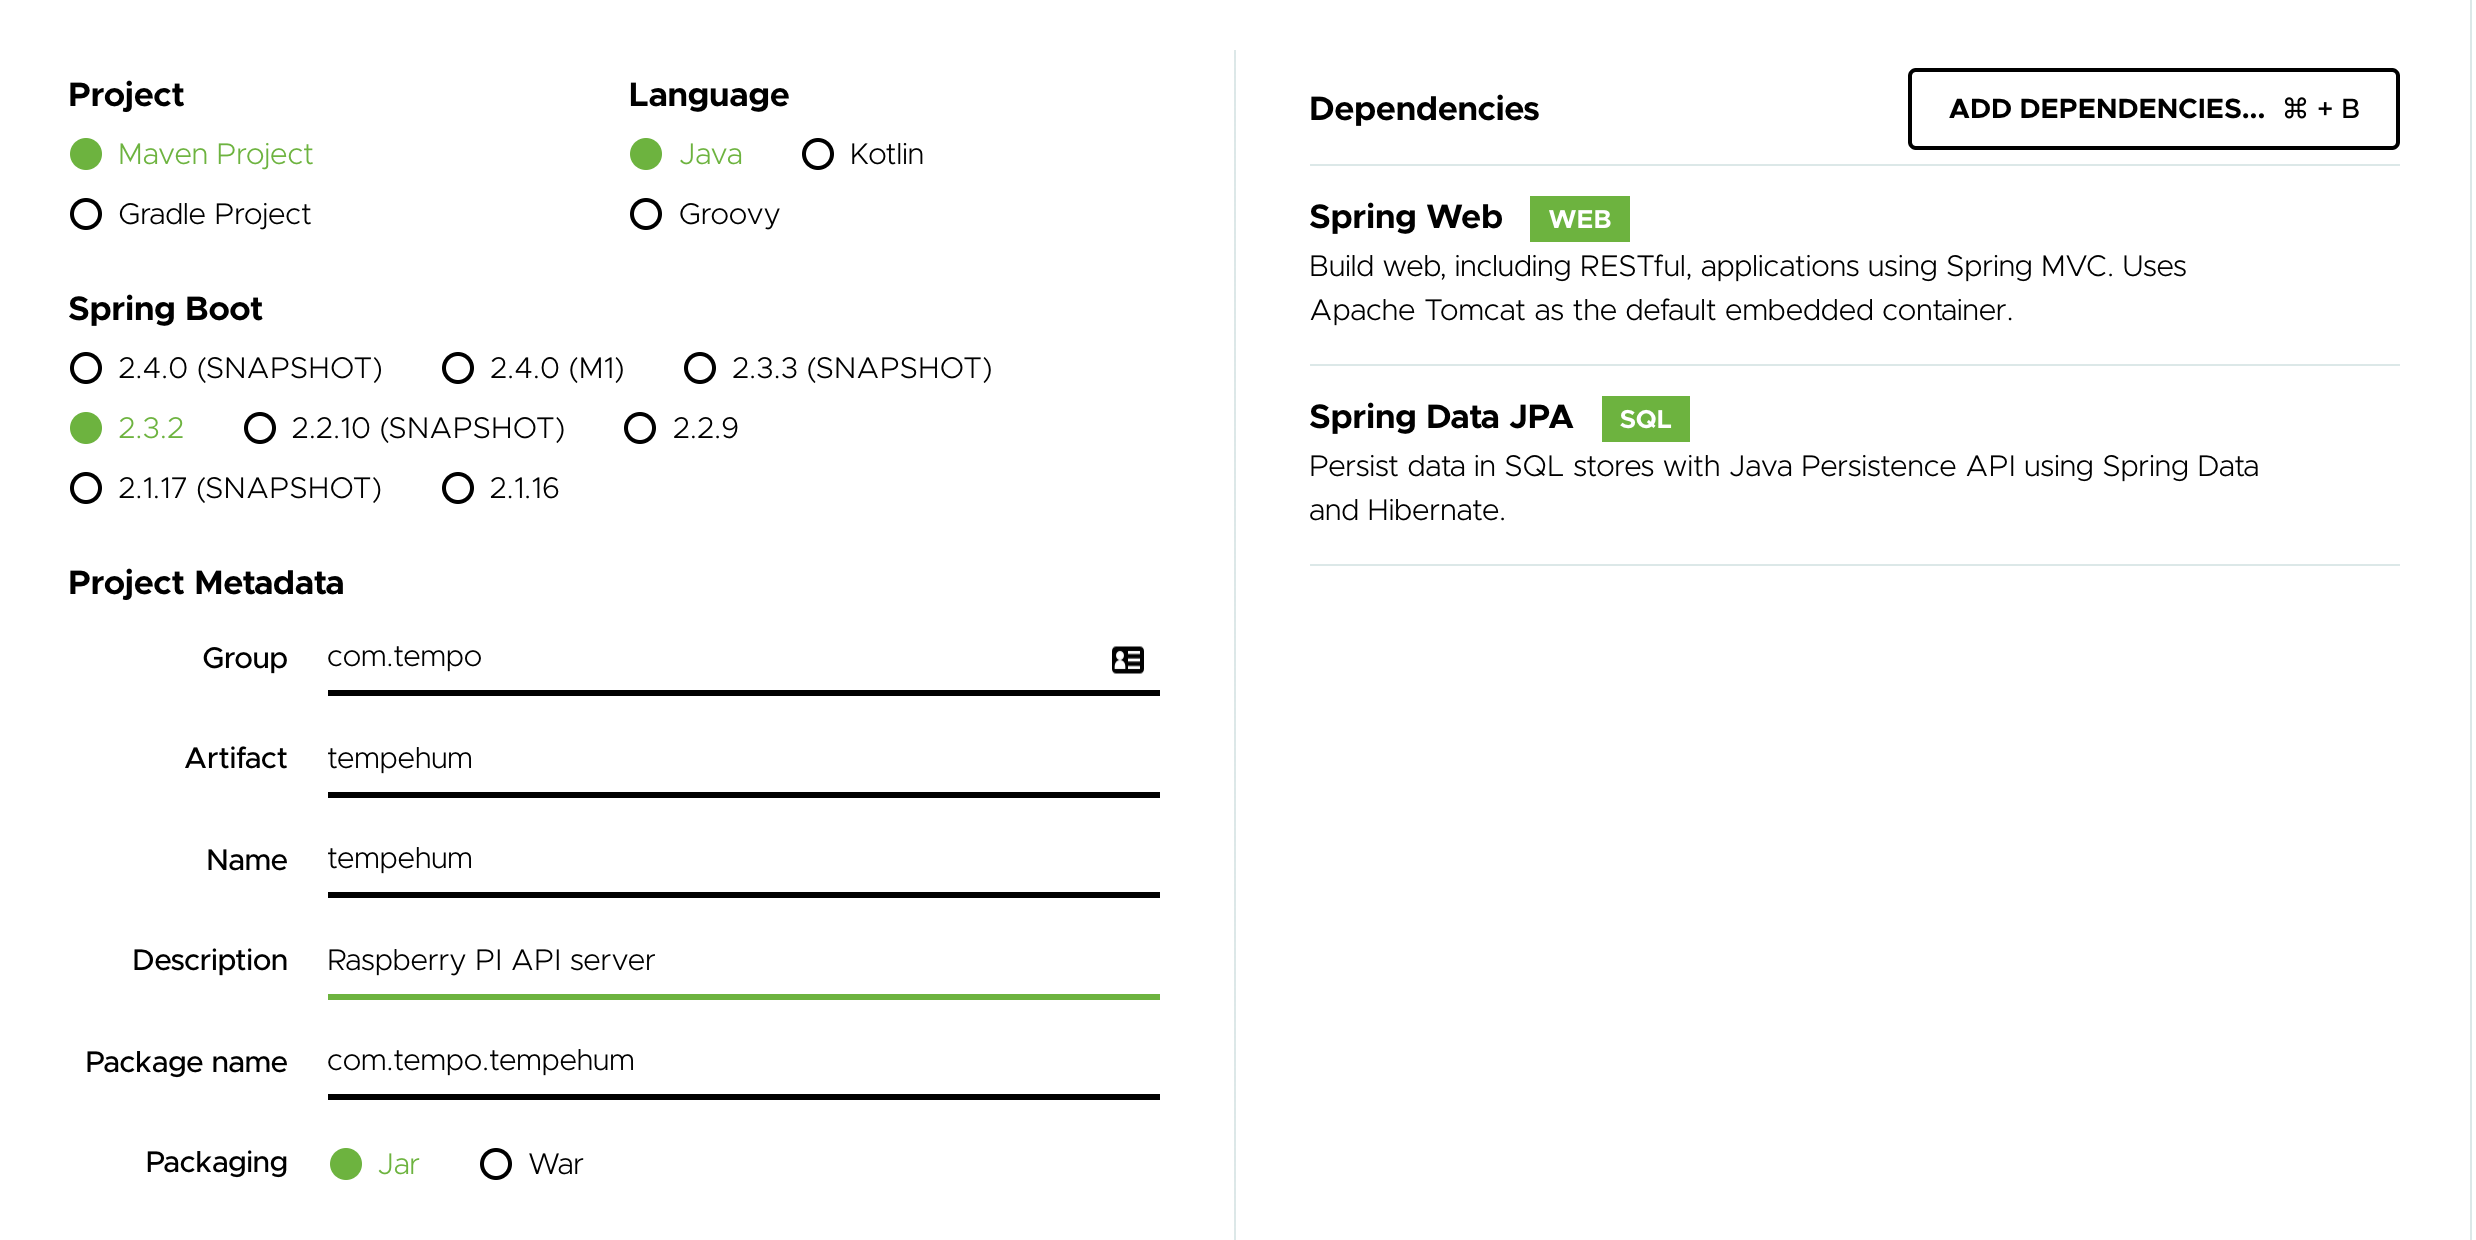 Project
Maven Project
Gradle Project
Language
Java Kotlin
Groovy
Spring Boot
2.4.0 (SNAPSHOT) 2.4.0 (M1) 2.3.3 (SNAPSHOT)
2.3.2 2.2.10 (SNAPSHOT) 2.2.9
2.1.17 (SNAPSHOT) 2.1.16
Project Metadata
Group com.tempo
Artifact tempehum
Name tempehum
Description Raspberry PI API server
Package name com.tempo.tempehum
Packaging Jar War
Dependencies
ADD DEPENDENCIES... ⌘ + B
Spring Web WEB
Build web, including RESTful, applications using Spring MVC. Uses
Apache Tomcat as the default embedded container.
Spring Data JPA SQL
Persist data in SQL stores with Java Persistence API using Spring Data
and Hibernate.